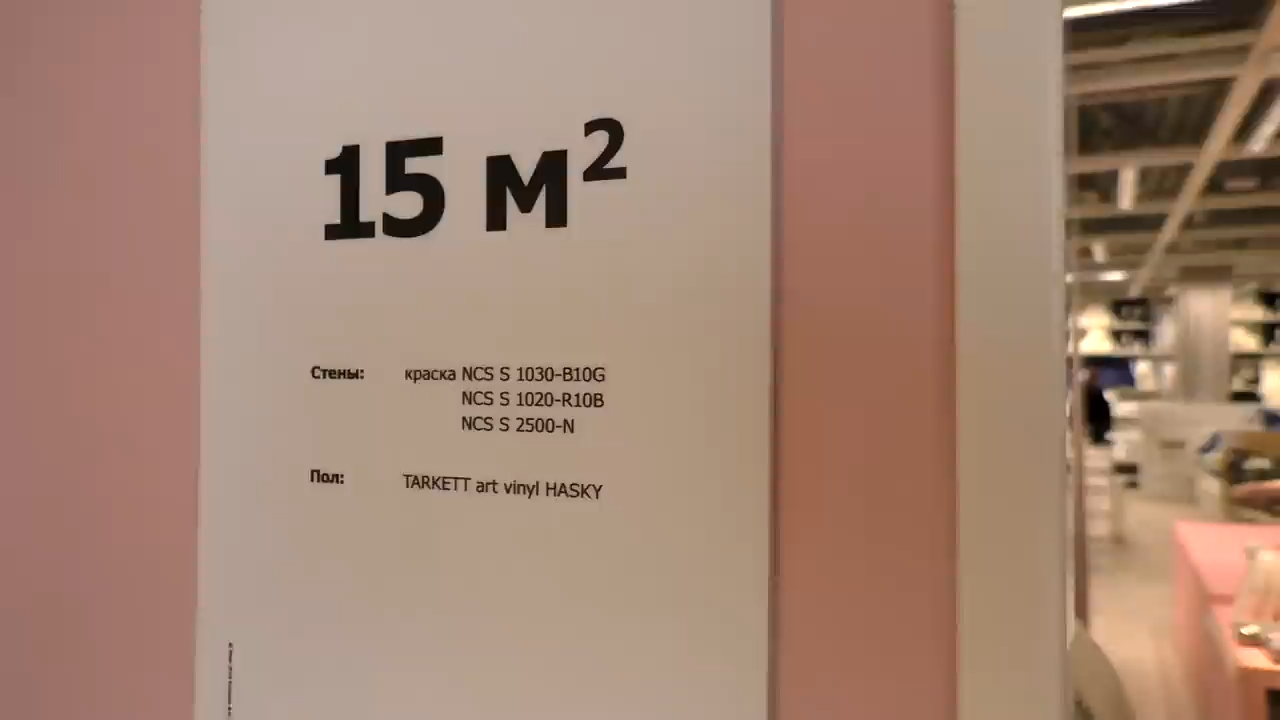 15 м²
Стены: краска NCS S 1030-B10G
NCS S 1020-R10B
NCS S 2500-N
Пол: TARKETT art vinyl HASKY